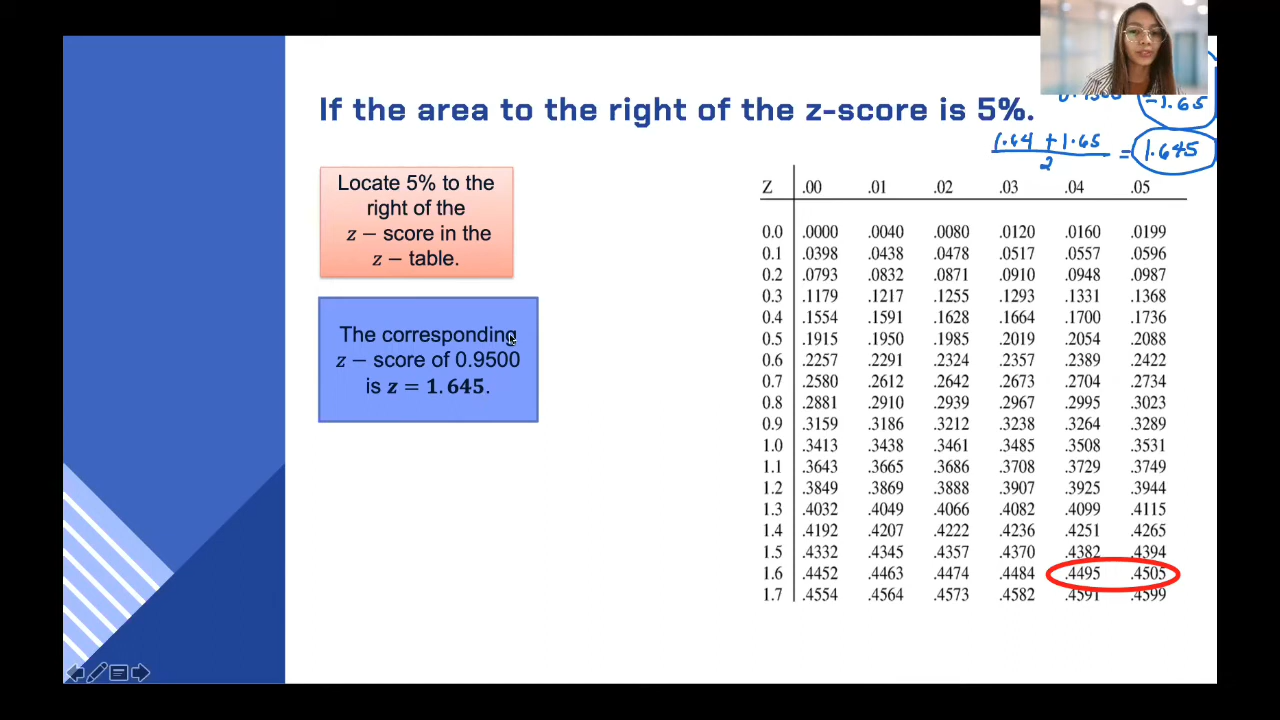 If the area to the right of the z-score is 5%.
= 1.65
1.64 + 1.65
= 1.645
2
Locate 5% to the
right of the
z − score in the
z − table.
The corresponding
z − score of 0.9500
is z = 1.645.
Z .00 .01 .02 .03 .04 .05
0.0 .0000 .0040 .0080 .0120 .0160 .0199
0.1 .0398 .0438 .0478 .0517 .0557 .0596
0.2 .0793 .0832 .0871 .0910 .0948 .0987
0.3 .1179 .1217 .1255 .1293 .1331 .1368
0.4 .1554 .1591 .1628 .1664 .1700 .1736
0.5 .1915 .1950 .1985 .2019 .2054 .2088
0.6 .2257 .2291 .2324 .2357 .2389 .2422
0.7 .2580 .2612 .2642 .2673 .2704 .2734
0.8 .2881 .2910 .2939 .2967 .2995 .3023
0.9 .3159 .3186 .3212 .3238 .3264 .3289
1.0 .3413 .3438 .3461 .3485 .3508 .3531
1.1 .3643 .3665 .3686 .3708 .3729 .3749
1.2 .3849 .3869 .3888 .3907 .3925 .3944
1.3 .4032 .4049 .4066 .4082 .4099 .4115
1.4 .4192 .4207 .4222 .4236 .4251 .4265
1.5 .4332 .4345 .4357 .4370 .4382 .4394
1.6 .4452 .4463 .4474 .4484 .4495 .4505
1.7 .4554 .4564 .4573 .4582 .4591 .4599